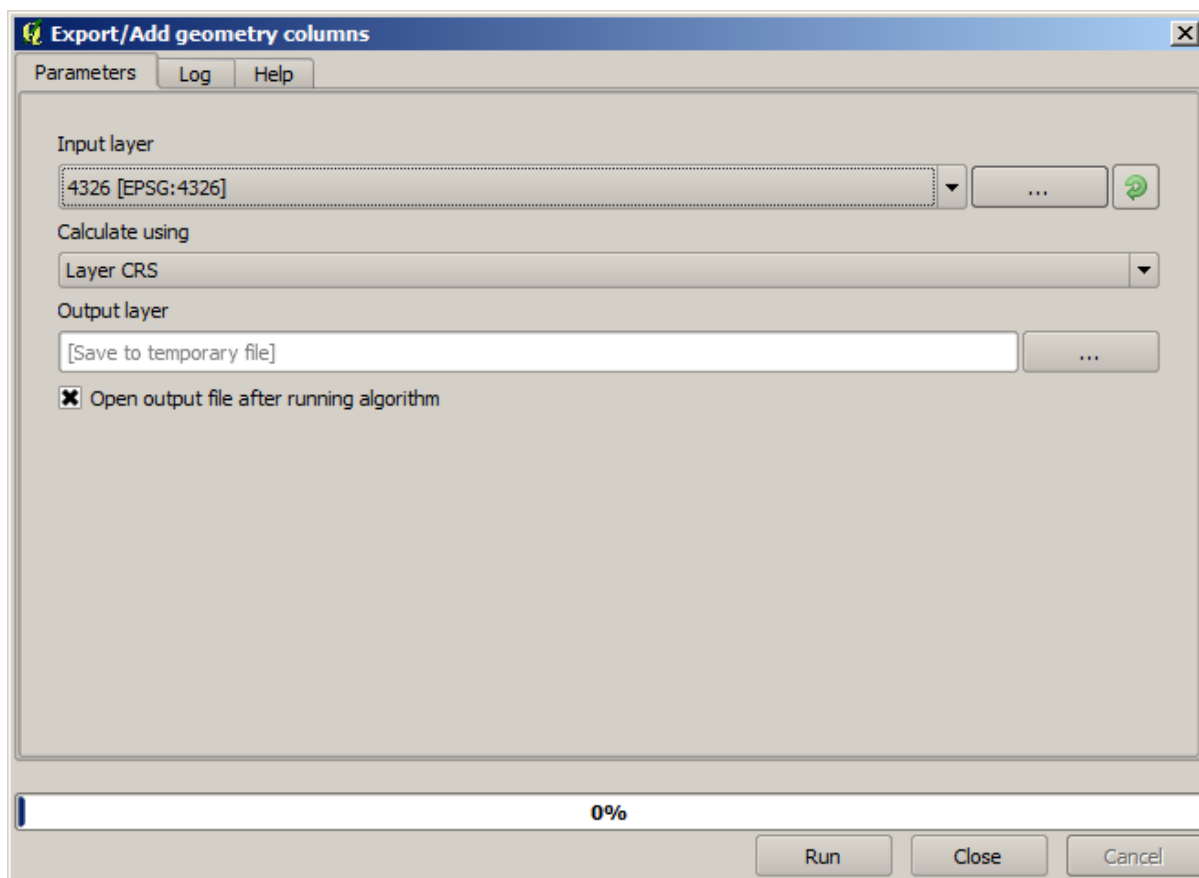 Export/Add geometry columns
Parameters Log Help
Input layer
4326 [EPSG:4326]
...
Calculate using
Layer CRS
Output layer
[Save to temporary file]
...
Open output file after running algorithm
0%
Run Close Cancel